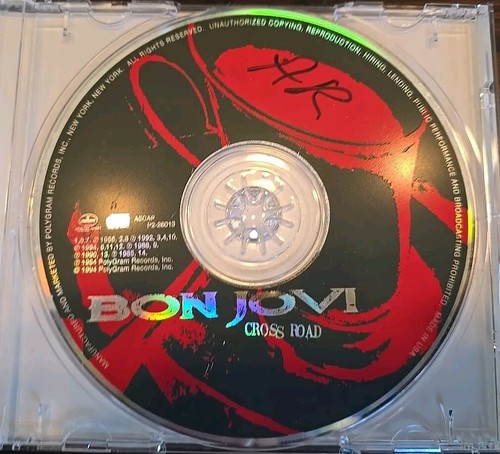 AR
MANUFACTURED AND MARKETED BY POLYGRAM RECORDS, INC., NEW YORK, NEW YORK. ALL RIGHTS RESERVED. UNAUTHORIZED COPYING, REPRODUCTION, HIRING, LENDING, PUBLIC PERFORMANCE AND BROADCASTING PROHIBITED. MADE IN USA
ASCAP
P2-26013
1,6,7. ℗ 1986, 2,8 ℗ 1992, 3,4,10.
℗ 1994, 5,11,12. ℗ 1988, 9.
℗ 1990, 13. ℗ 1985, 14.
℗ 1984 PolyGram Records, Inc.
© 1994 PolyGram Records, Inc.
BON JOVI
CROSS ROAD